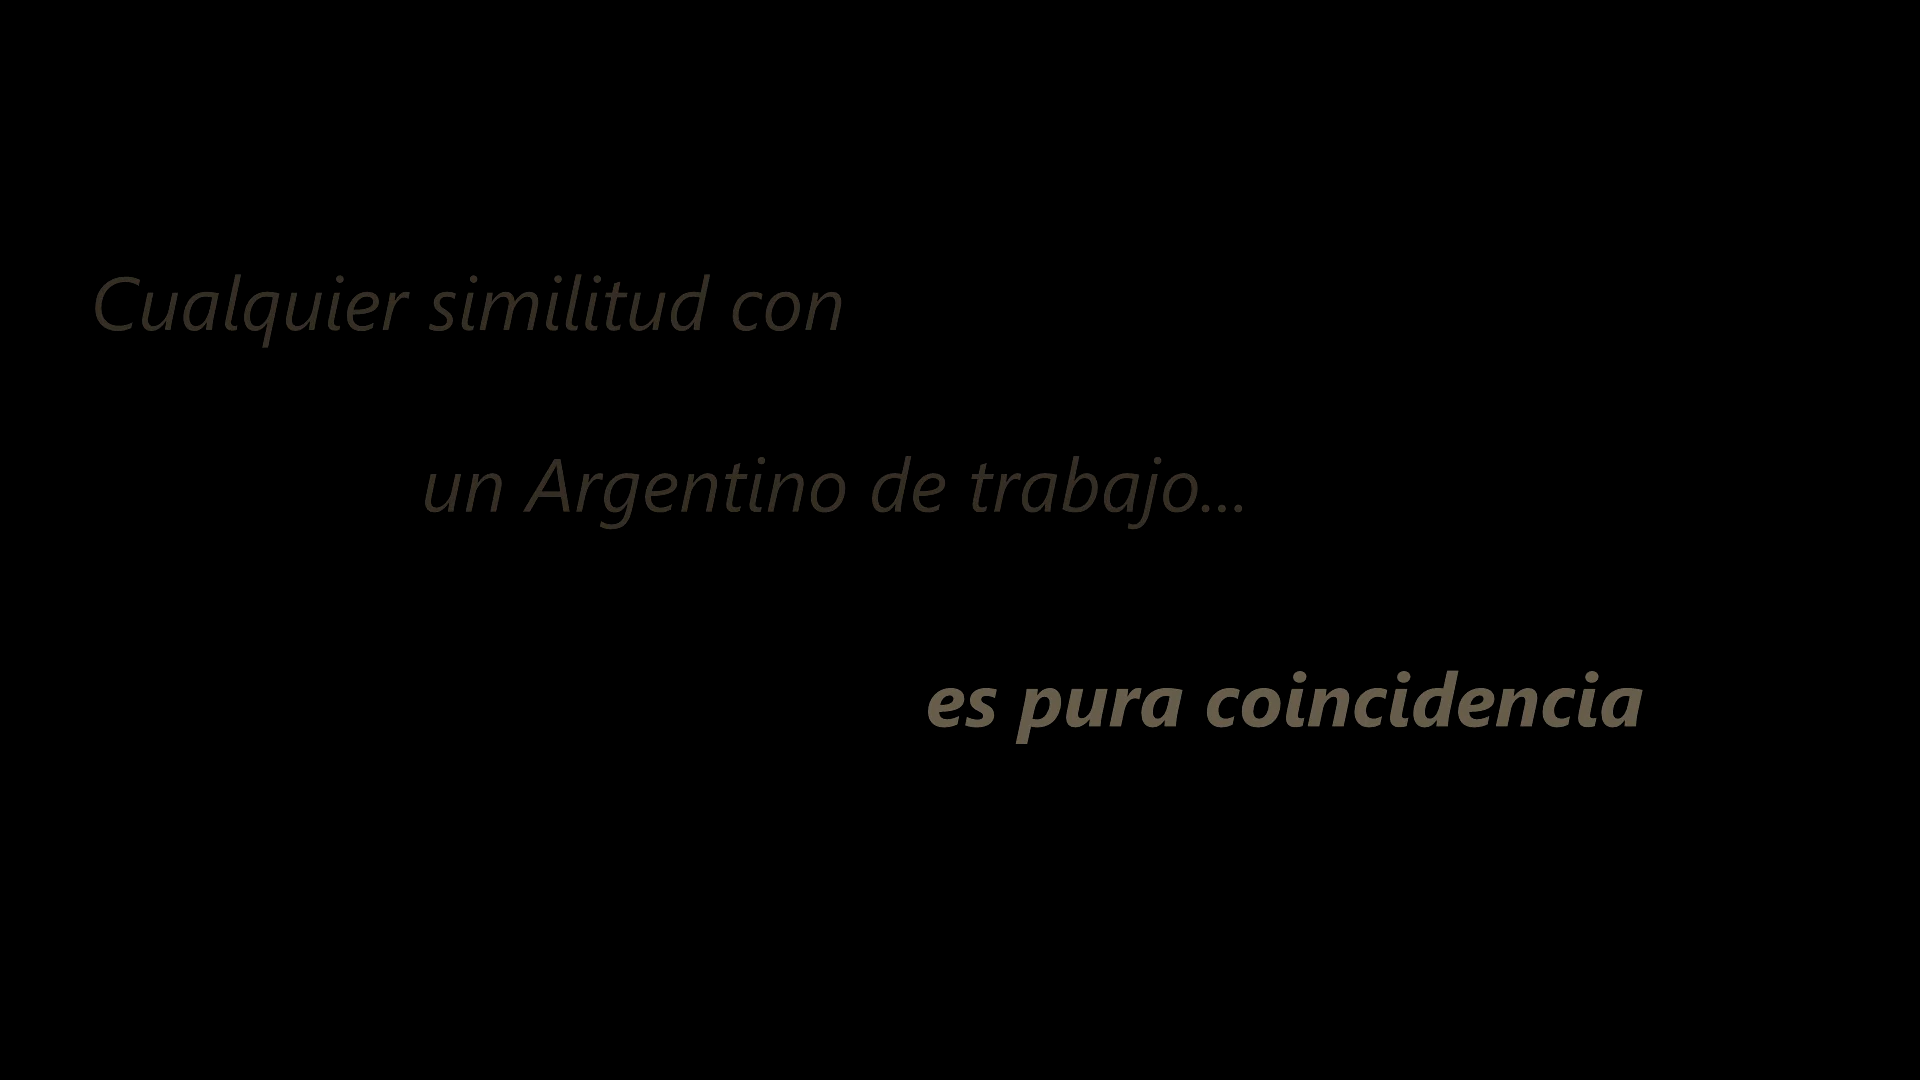 Cualquier similitud con
un Argentino de trabajo...
es pura coincidencia